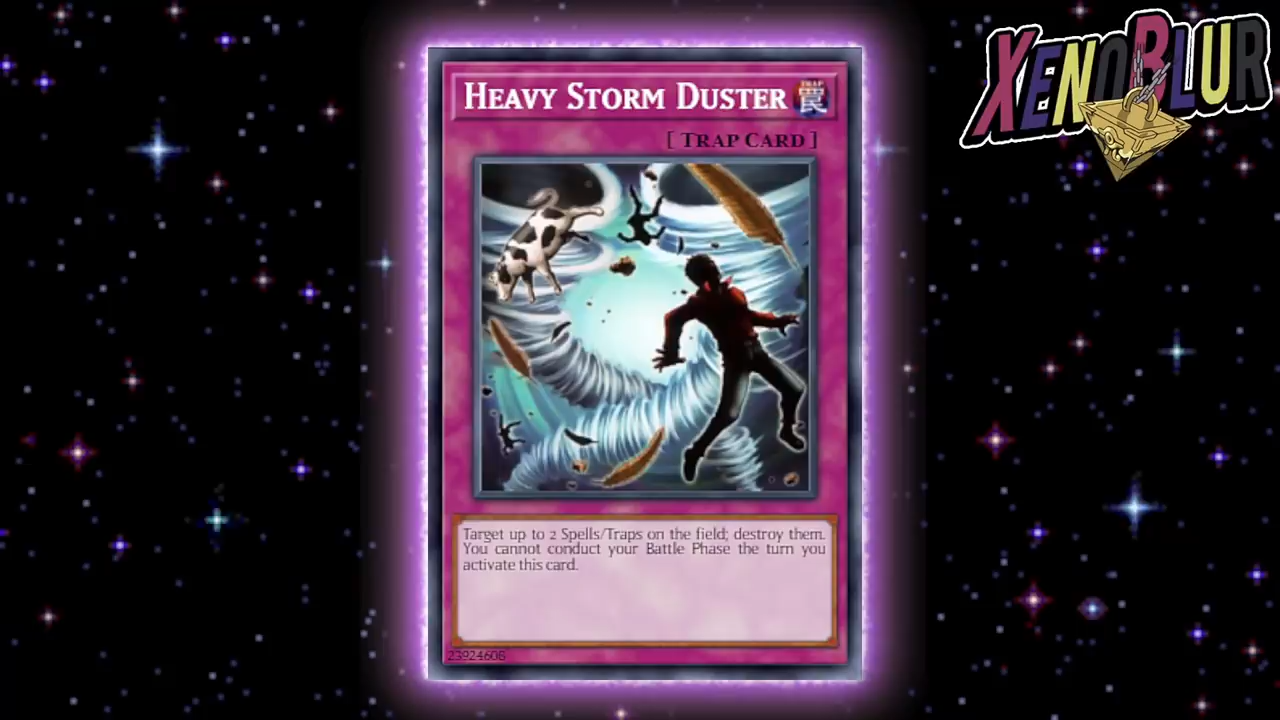 XENOBLUR
HEAVY STORM DUSTER
TRAP
罠
[ TRAP CARD ]
Target up to 2 Spells/Traps on the field; destroy them.
You cannot conduct your Battle Phase the turn you
activate this card.
23924608